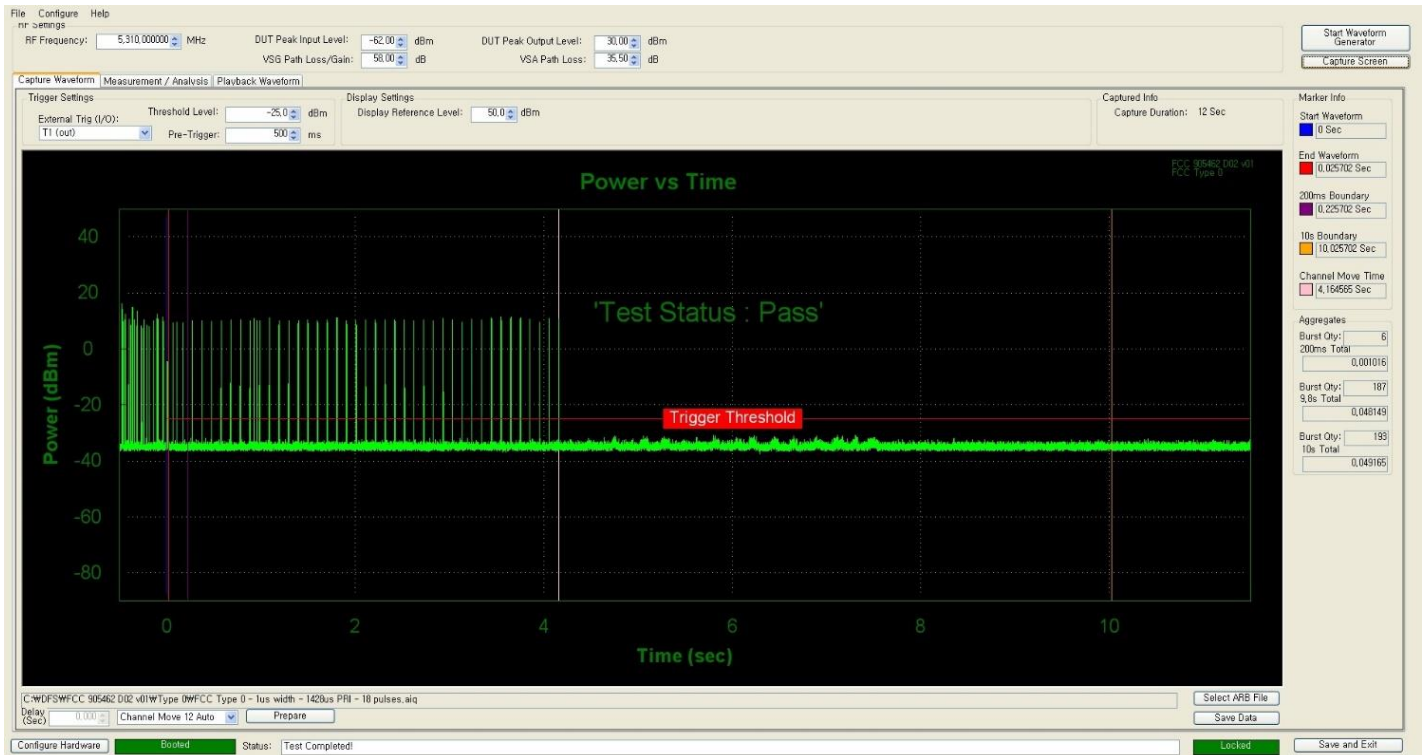 File Configure Help
RF Settings
RF Frequency: 5,310,000000 MHz DUT Peak Input Level: -62,00 dBm DUT Peak Output Level: 30,00 dBm
VSG Path Loss/Gain: 58,00 dB VSA Path Loss: 35,50 dB
Start Waveform
Generator
Capture Screen
Capture Waveform Measurement / Analysis Playback Waveform
Trigger Settings
Threshold Level: -25,0 dBm
External Trig (I/O):
T1 (out) Pre-Trigger: 500 ms
Display Settings
Display Reference Level: 50,0 dBm
Captured Info
Capture Duration: 12 Sec
Marker Info
Start Waveform
0 Sec
End Waveform
0,025702 Sec
200ms Boundary
0,225702 Sec
10s Boundary
10,025702 Sec
Channel Move Time
4,164565 Sec
Aggregates
Burst Qty: 6
200ms Total
0,001016
Burst Qty: 187
9,8s Total
0,048149
Burst Qty: 193
10s Total
0,049165
FCC 905462 D02 v01
FCC Type 0
Power vs Time
'Test Status : Pass'
Trigger Threshold
Power (dBm)
40
20
0
-20
-40
-60
-80
0 2 4 6 8 10
Time (sec)
C:₩DFS₩FCC 905462 D02 v01₩Type 0₩FCC Type 0 - 1us width - 1428us PRI - 18 pulses,aiq
Select ARB File
Delay
(Sec) 0,000 Channel Move 12 Auto Prepare
Save Data
Configure Hardware Booted Status: Test Completed! Locked Save and Exit